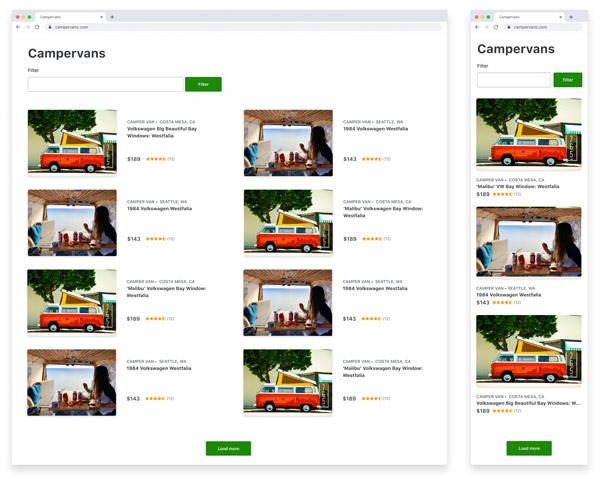 Campervans
campervans.com
Campervans
Filter
Filter
CAMPER VAN • COSTA MESA, CA
Volkswagen Big Beautiful Bay
Window: Westfalia
$189 (12)
CAMPER VAN • SEATTLE, WA
1984 Volkswagen Westfalia
$143 (12)
CAMPER VAN • SEATTLE, WA
1984 Volkswagen Westfalia
$143 (12)
CAMPER VAN • COSTA MESA, CA
'Malibu' Volkswagen Bay Window:
Westfalia
$189 (12)
CAMPER VAN • COSTA MESA, CA
'Malibu' Volkswagen Bay Window:
Westfalia
$189 (12)
CAMPER VAN • SEATTLE, WA
1984 Volkswagen Westfalia
$143 (12)
CAMPER VAN • SEATTLE, WA
1984 Volkswagen Westfalia
$143 (12)
CAMPER VAN • COSTA MESA, CA
'Malibu' Volkswagen Bay Window:
Westfalia
$189 (12)
Load more
Campervans
campervans.com
Campervans
Filter
Filter
CAMPER VAN • COSTA MESA, CA
'Malibu' VW Bay Window: Westfalia
$189 (12)
CAMPER VAN • SEATTLE, WA
1984 Volkswagen Westfalia
$143 (12)
CAMPER VAN • COSTA MESA, CA
Volkswagen Big Beautiful Bay Windows: W...
$189 (12)
Load more